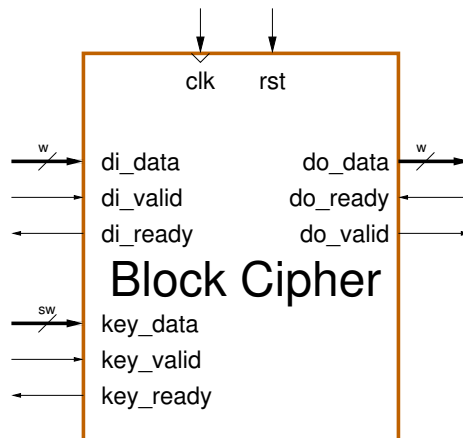 clk rst
w di_data do_data w
di_valid do_ready
di_ready do_valid
Block Cipher
sw key_data
key_valid
key_ready